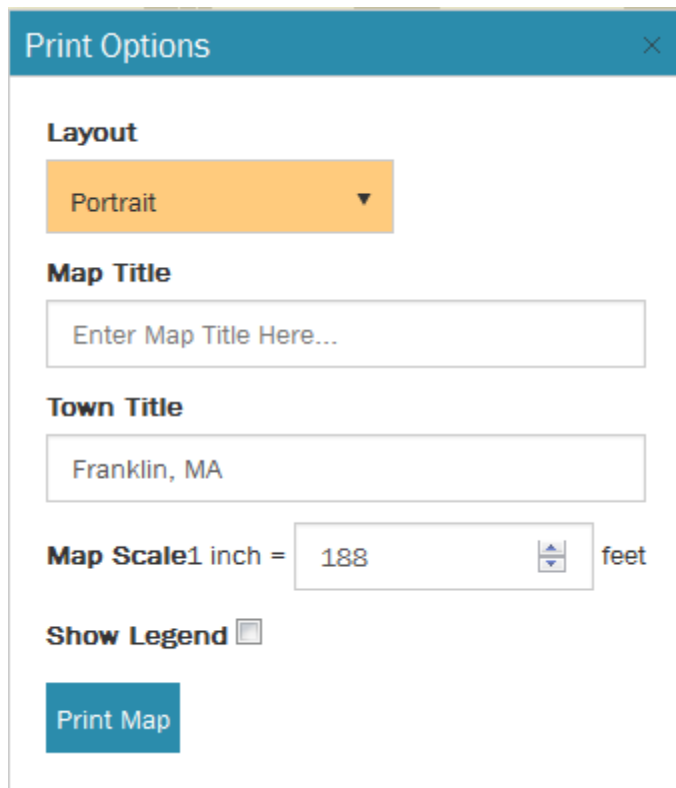 Print Options
Layout
Portrait
Map Title
Enter Map Title Here...
Town Title
Franklin, MA
Map Scale1 inch = 188 feet
Show Legend
Print Map